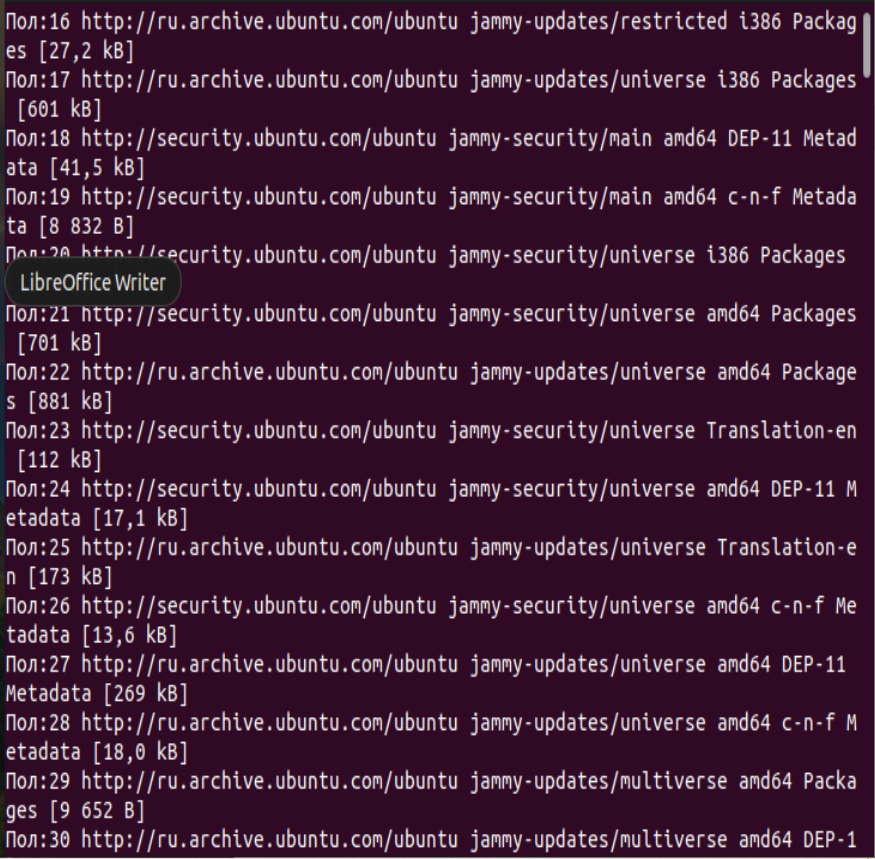 Пол:16 http://ru.archive.ubuntu.com/ubuntu jammy-updates/restricted i386 Packag
es [27,2 kB]
Пол:17 http://ru.archive.ubuntu.com/ubuntu jammy-updates/universe i386 Packages
 [601 kB]
Пол:18 http://security.ubuntu.com/ubuntu jammy-security/main amd64 DEP-11 Metad
ata [41,5 kB]
Пол:19 http://security.ubuntu.com/ubuntu jammy-security/main amd64 c-n-f Metada
ta [8 832 B]
Пол:20 http://security.ubuntu.com/ubuntu jammy-security/universe i386 Packages
LibreOffice Writer
Пол:21 http://security.ubuntu.com/ubuntu jammy-security/universe amd64 Packages
 [701 kB]
Пол:22 http://ru.archive.ubuntu.com/ubuntu jammy-updates/universe amd64 Package
s [881 kB]
Пол:23 http://security.ubuntu.com/ubuntu jammy-security/universe Translation-en
 [112 kB]
Пол:24 http://security.ubuntu.com/ubuntu jammy-security/universe amd64 DEP-11 M
etadata [17,1 kB]
Пол:25 http://ru.archive.ubuntu.com/ubuntu jammy-updates/universe Translation-e
n [173 kB]
Пол:26 http://security.ubuntu.com/ubuntu jammy-security/universe amd64 c-n-f Me
tadata [13,6 kB]
Пол:27 http://ru.archive.ubuntu.com/ubuntu jammy-updates/universe amd64 DEP-11
Metadata [269 kB]
Пол:28 http://ru.archive.ubuntu.com/ubuntu jammy-updates/universe amd64 c-n-f M
etadata [18,0 kB]
Пол:29 http://ru.archive.ubuntu.com/ubuntu jammy-updates/multiverse amd64 Packa
ges [9 652 B]
Пол:30 http://ru.archive.ubuntu.com/ubuntu jammy-updates/multiverse amd64 DEP-1